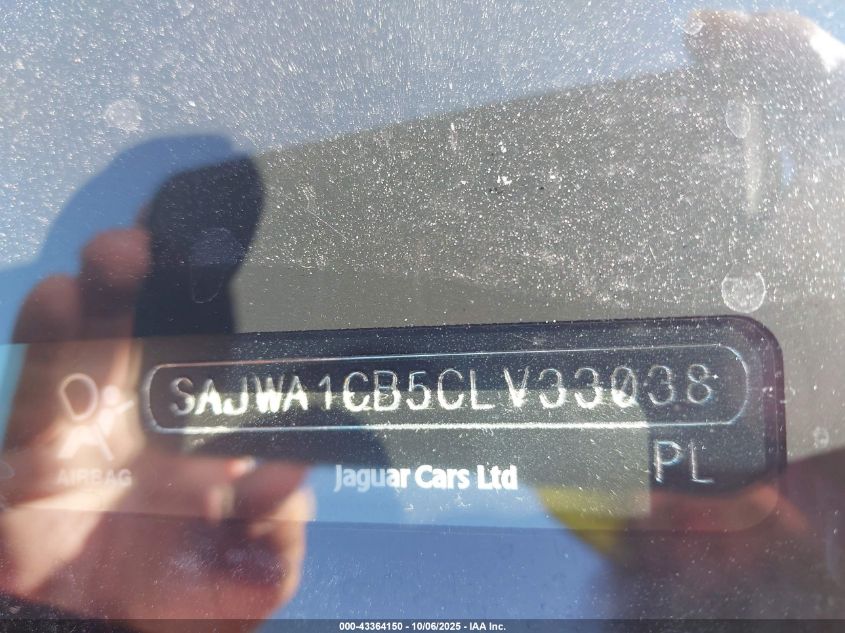 SAJWA1CB5CLV33038
PL
AIRBAG
Jaguar Cars Ltd
000-43364150 - 10/06/2025 - IAA Inc.